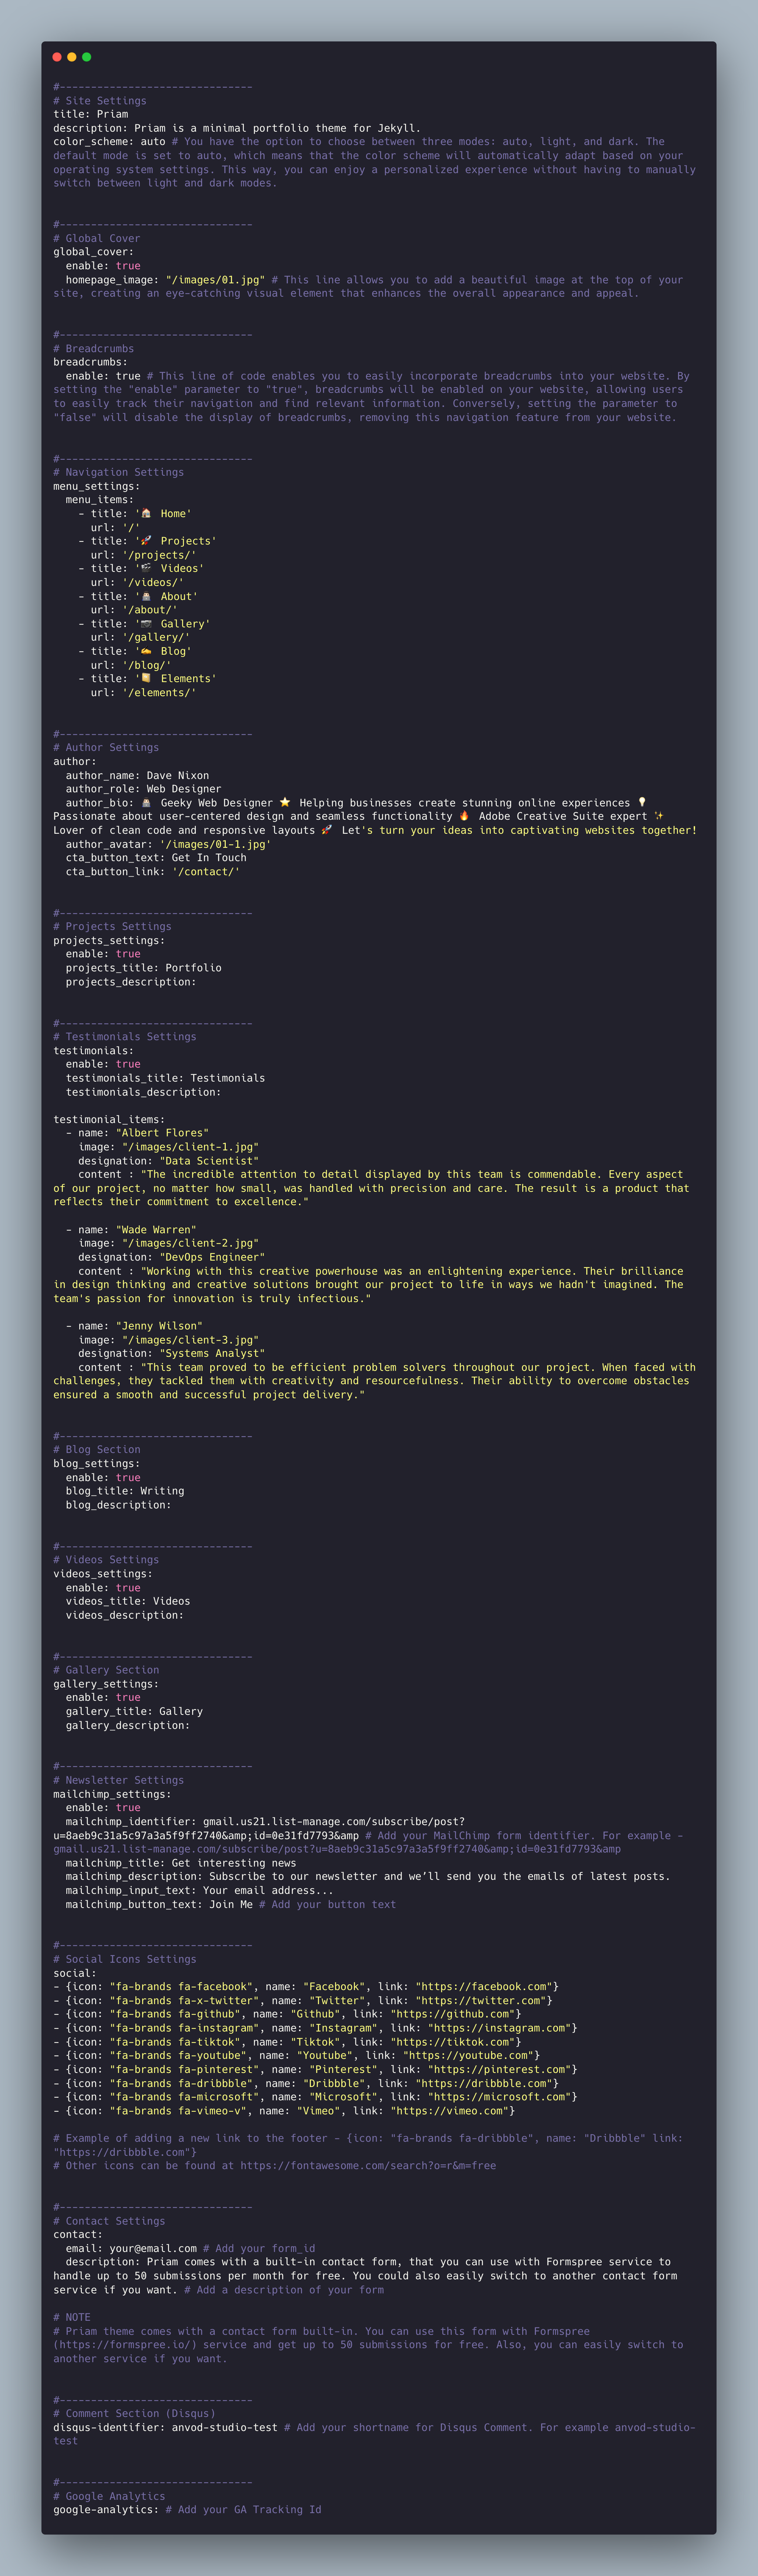 #-------------------------------
# Site Settings
title: Priam
description: Priam is a minimal portfolio theme for Jekyll.
color_scheme: auto # You have the option to choose between three modes: auto, light, and dark. The
default mode is set to auto, which means that the color scheme will automatically adapt based on your
operating system settings. This way, you can enjoy a personalized experience without having to manually
switch between light and dark modes.

#-------------------------------
# Global Cover
global_cover:
  enable: true
  homepage_image: "/images/01.jpg" # This line allows you to add a beautiful image at the top of your
site, creating an eye-catching visual element that enhances the overall appearance and appeal.

#-------------------------------
# Breadcrumbs
breadcrumbs:
  enable: true # This line of code enables you to easily incorporate breadcrumbs into your website. By
setting the "enable" parameter to "true", breadcrumbs will be enabled on your website, allowing users
to easily track their navigation and find relevant information. Conversely, setting the parameter to
"false" will disable the display of breadcrumbs, removing this navigation feature from your website.

#-------------------------------
# Navigation Settings
menu_settings:
  menu_items:
    - title: '🏠 Home'
      url: '/'
    - title: '🚀 Projects'
      url: '/projects/'
    - title: '🎬 Videos'
      url: '/videos/'
    - title: '👨‍💻 About'
      url: '/about/'
    - title: '📷 Gallery'
      url: '/gallery/'
    - title: '✍️ Blog'
      url: '/blog/'
    - title: '📔 Elements'
      url: '/elements/'

#-------------------------------
# Author Settings
author:
  author_name: Dave Nixon
  author_role: Web Designer
  author_bio: 👨‍💻 Geeky Web Designer ⭐ Helping businesses create stunning online experiences 💡
Passionate about user-centered design and seamless functionality 🔥 Adobe Creative Suite expert ✨
Lover of clean code and responsive layouts 🚀 Let's turn your ideas into captivating websites together!
  author_avatar: '/images/01-1.jpg'
  cta_button_text: Get In Touch
  cta_button_link: '/contact/'

#-------------------------------
# Projects Settings
projects_settings:
  enable: true
  projects_title: Portfolio
  projects_description:

#-------------------------------
# Testimonials Settings
testimonials:
  enable: true
  testimonials_title: Testimonials
  testimonials_description:

testimonial_items:
  - name: "Albert Flores"
    image: "/images/client-1.jpg"
    designation: "Data Scientist"
    content : "The incredible attention to detail displayed by this team is commendable. Every aspect
of our project, no matter how small, was handled with precision and care. The result is a product that
reflects their commitment to excellence."

  - name: "Wade Warren"
    image: "/images/client-2.jpg"
    designation: "DevOps Engineer"
    content : "Working with this creative powerhouse was an enlightening experience. Their brilliance
in design thinking and creative solutions brought our project to life in ways we hadn't imagined. The
team's passion for innovation is truly infectious."

  - name: "Jenny Wilson"
    image: "/images/client-3.jpg"
    designation: "Systems Analyst"
    content : "This team proved to be efficient problem solvers throughout our project. When faced with
challenges, they tackled them with creativity and resourcefulness. Their ability to overcome obstacles
ensured a smooth and successful project delivery."

#-------------------------------
# Blog Section
blog_settings:
  enable: true
  blog_title: Writing
  blog_description:

#-------------------------------
# Videos Settings
videos_settings:
  enable: true
  videos_title: Videos
  videos_description:

#-------------------------------
# Gallery Section
gallery_settings:
  enable: true
  gallery_title: Gallery
  gallery_description:

#-------------------------------
# Newsletter Settings
mailchimp_settings:
  enable: true
  mailchimp_identifier: gmail.us21.list-manage.com/subscribe/post?
u=8aeb9c31a5c97a3a5f9ff2740&amp;id=0e31fd7793&amp # Add your MailChimp form identifier. For example -
gmail.us21.list-manage.com/subscribe/post?u=8aeb9c31a5c97a3a5f9ff2740&amp;id=0e31fd7793&amp
  mailchimp_title: Get interesting news
  mailchimp_description: Subscribe to our newsletter and we’ll send you the emails of latest posts.
  mailchimp_input_text: Your email address...
  mailchimp_button_text: Join Me # Add your button text

#-------------------------------
# Social Icons Settings
social:
- {icon: "fa-brands fa-facebook", name: "Facebook", link: "https://facebook.com"}
- {icon: "fa-brands fa-x-twitter", name: "Twitter", link: "https://twitter.com"}
- {icon: "fa-brands fa-github", name: "Github", link: "https://github.com"}
- {icon: "fa-brands fa-instagram", name: "Instagram", link: "https://instagram.com"}
- {icon: "fa-brands fa-tiktok", name: "Tiktok", link: "https://tiktok.com"}
- {icon: "fa-brands fa-youtube", name: "Youtube", link: "https://youtube.com"}
- {icon: "fa-brands fa-pinterest", name: "Pinterest", link: "https://pinterest.com"}
- {icon: "fa-brands fa-dribbble", name: "Dribbble", link: "https://dribbble.com"}
- {icon: "fa-brands fa-microsoft", name: "Microsoft", link: "https://microsoft.com"}
- {icon: "fa-brands fa-vimeo-v", name: "Vimeo", link: "https://vimeo.com"}

# Example of adding a new link to the footer - {icon: "fa-brands fa-dribbble", name: "Dribbble" link:
"https://dribbble.com"}
# Other icons can be found at https://fontawesome.com/search?o=r&m=free

#-------------------------------
# Contact Settings
contact:
  email: your@email.com # Add your form_id
  description: Priam comes with a built-in contact form, that you can use with Formspree service to
handle up to 50 submissions per month for free. You could also easily switch to another contact form
service if you want. # Add a description of your form

# NOTE
# Priam theme comes with a contact form built-in. You can use this form with Formspree
(https://formspree.io/) service and get up to 50 submissions for free. Also, you can easily switch to
another service if you want.

#-------------------------------
# Comment Section (Disqus)
disqus-identifier: anvod-studio-test # Add your shortname for Disqus Comment. For example anvod-studio-
test

#-------------------------------
# Google Analytics
google-analytics: # Add your GA Tracking Id